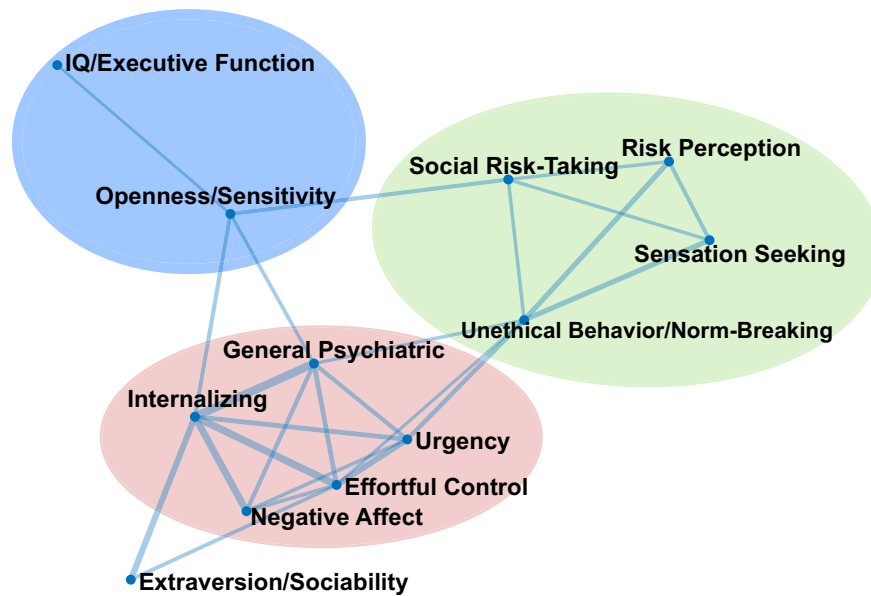 IQ/Executive Function
Risk Perception
Social Risk-Taking
Openness/Sensitivity
Sensation Seeking
Unethical Behavior/Norm-Breaking
General Psychiatric
Internalizing
Urgency
Effortful Control
Negative Affect
Extraversion/Sociability